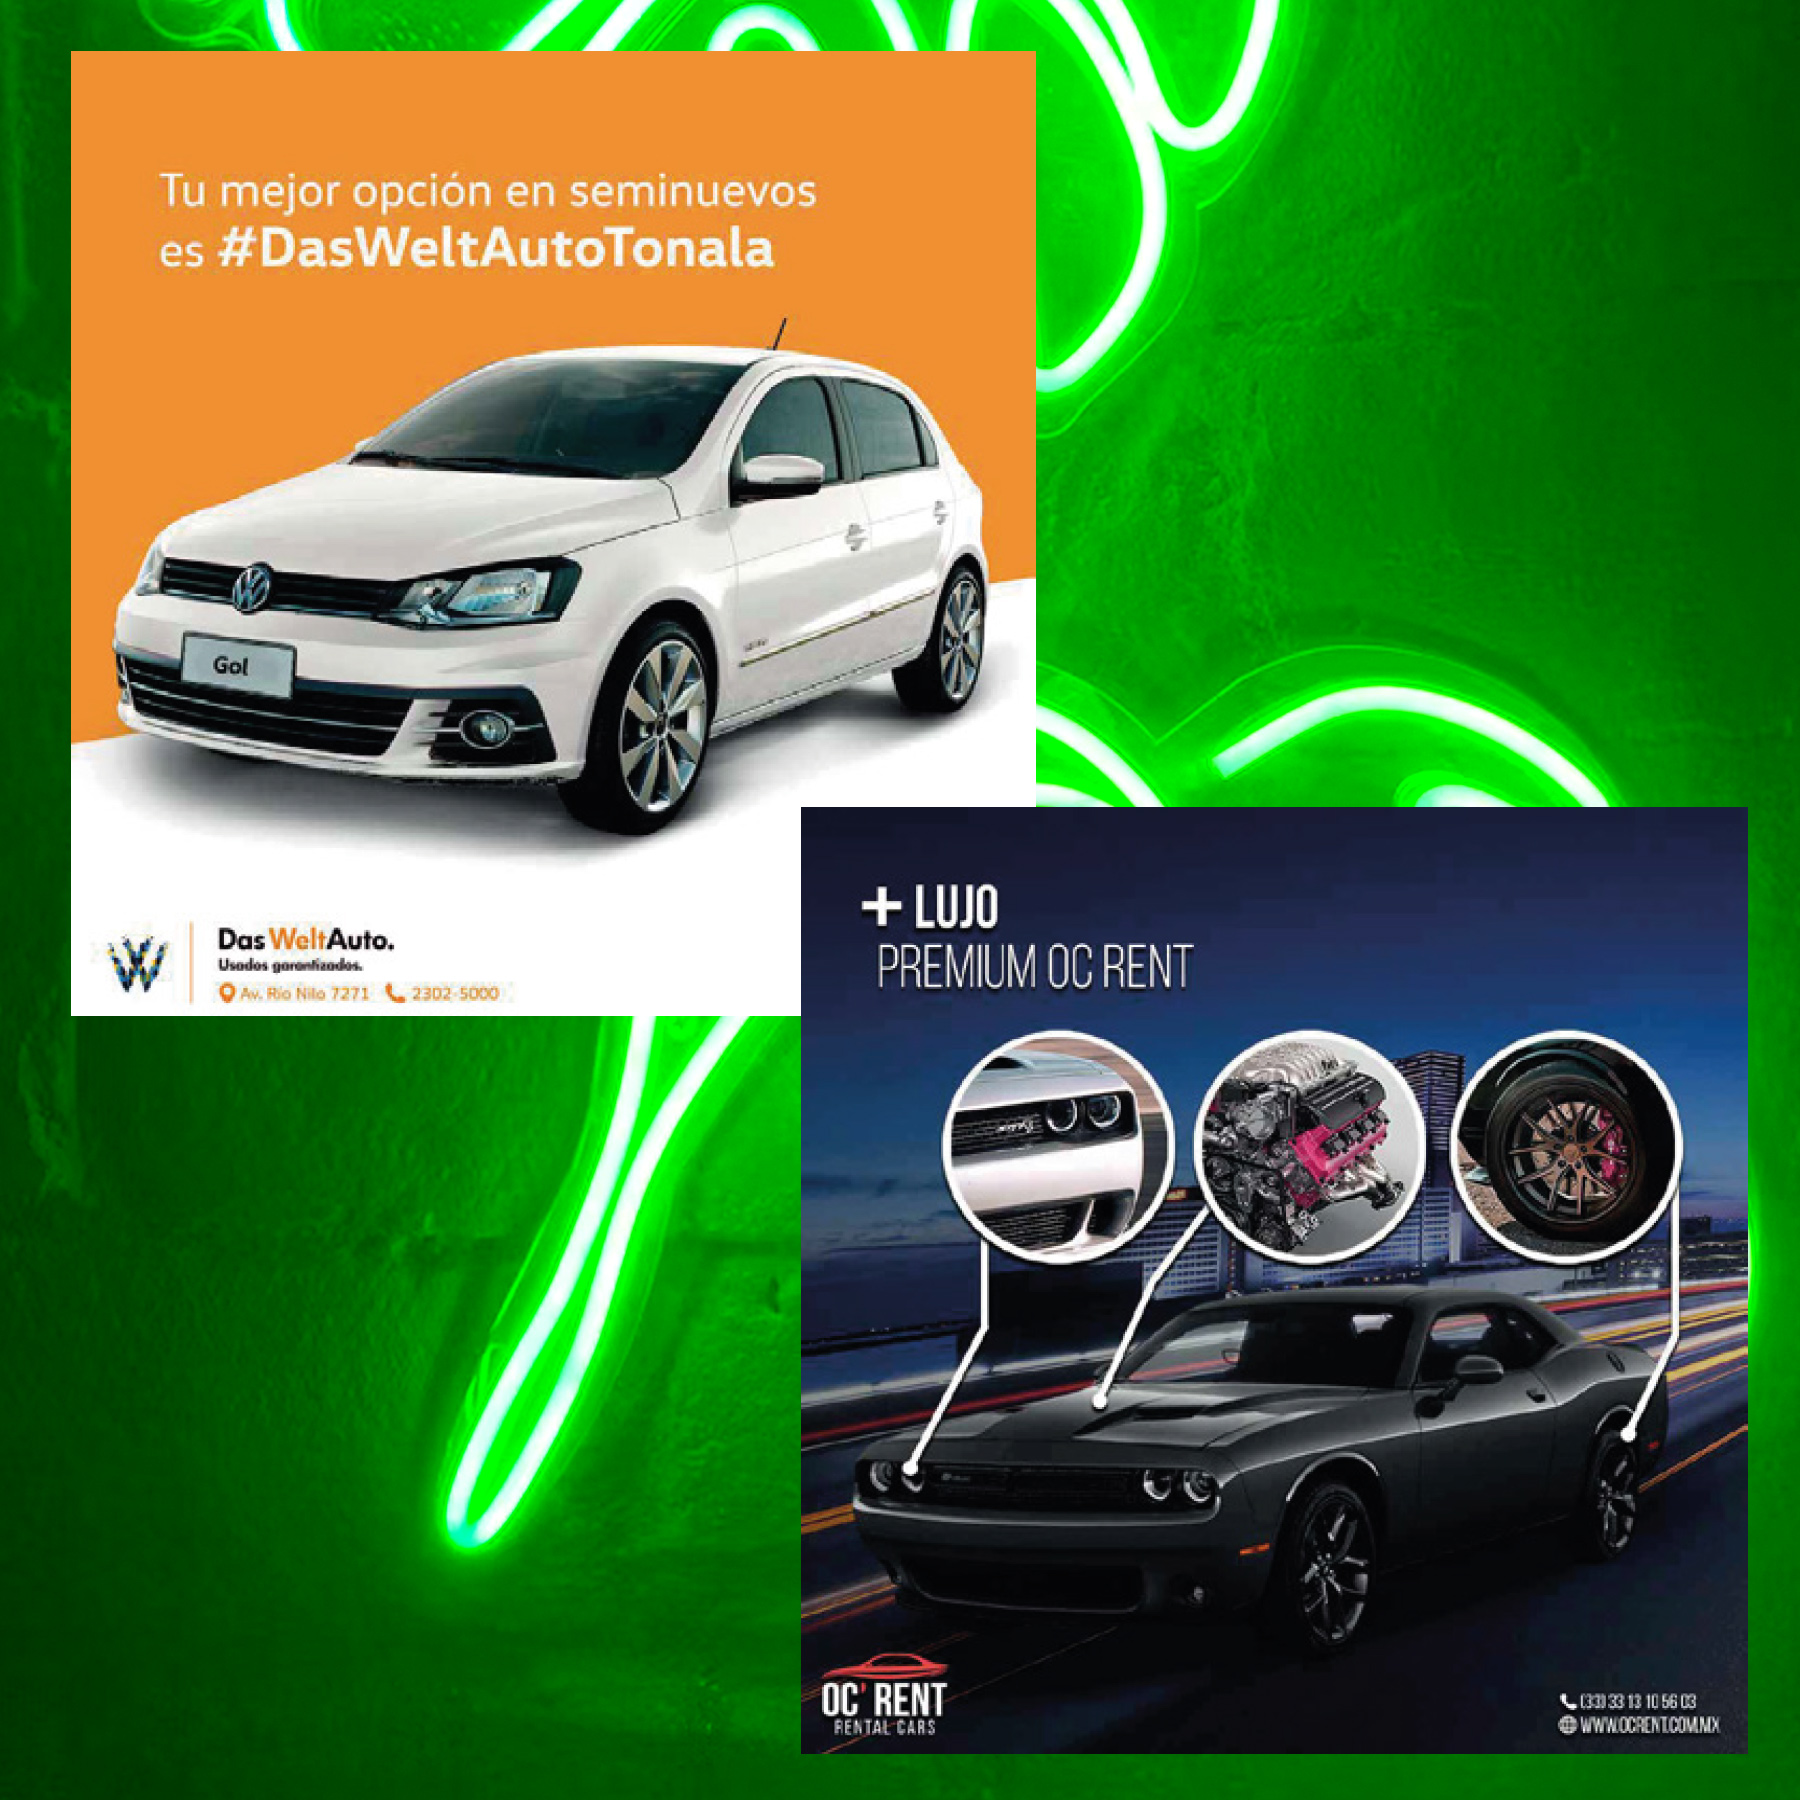 Tu mejor opción en seminuevos
es #DasWeltAutoTonala
Gol
Das WeltAuto.
Usados garantizados.
Av. Río Nilo 7271 2302-5000
+ LUJO
PREMIUM OC RENT
OC' RENT
RENTAL CARS
(33) 33 13 10 56 03
WWW.OCRENT.COM.MX